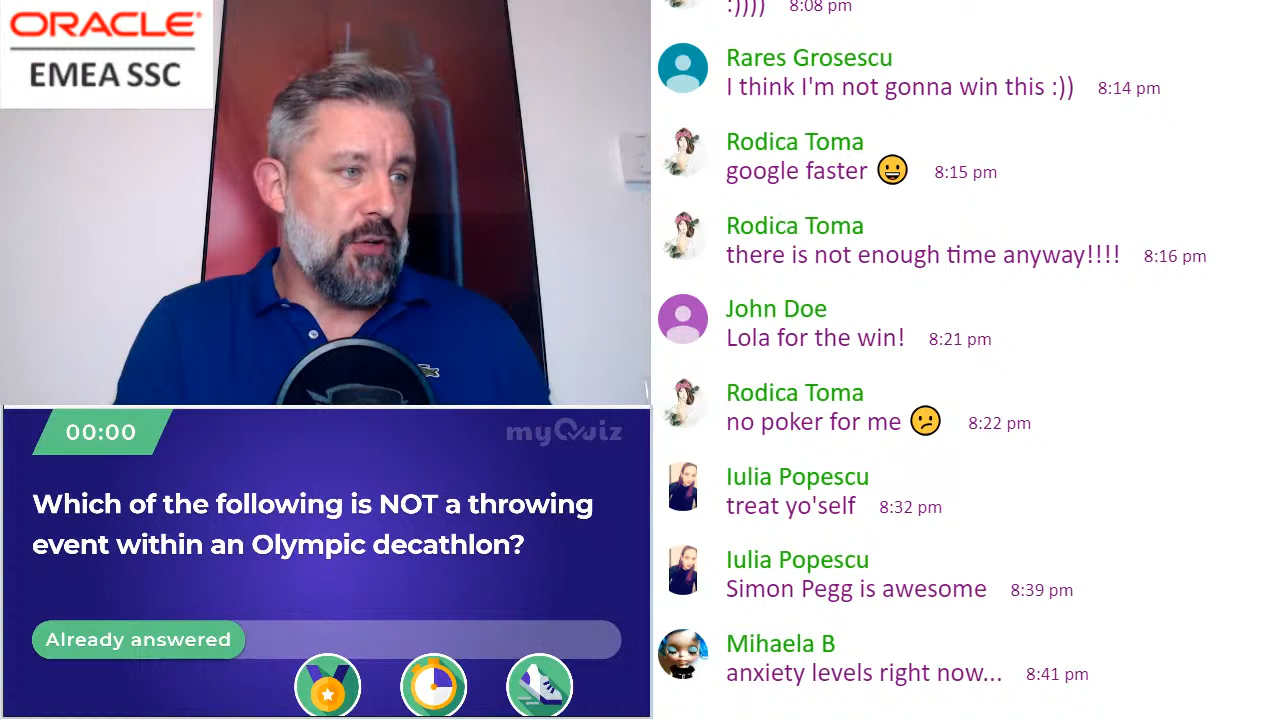 ORACLE®
EMEA SSC
00:00
myQuiz
Which of the following is NOT a throwing
event within an Olympic decathlon?
Already answered
:)))) 8:08 pm
Rares Grosescu
I think I'm not gonna win this :)) 8:14 pm
Rodica Toma
google faster 😀 8:15 pm
Rodica Toma
there is not enough time anyway!!!! 8:16 pm
John Doe
Lola for the win! 8:21 pm
Rodica Toma
no poker for me 😕 8:22 pm
Iulia Popescu
treat yo'self 8:32 pm
Iulia Popescu
Simon Pegg is awesome 8:39 pm
Mihaela B
anxiety levels right now... 8:41 pm